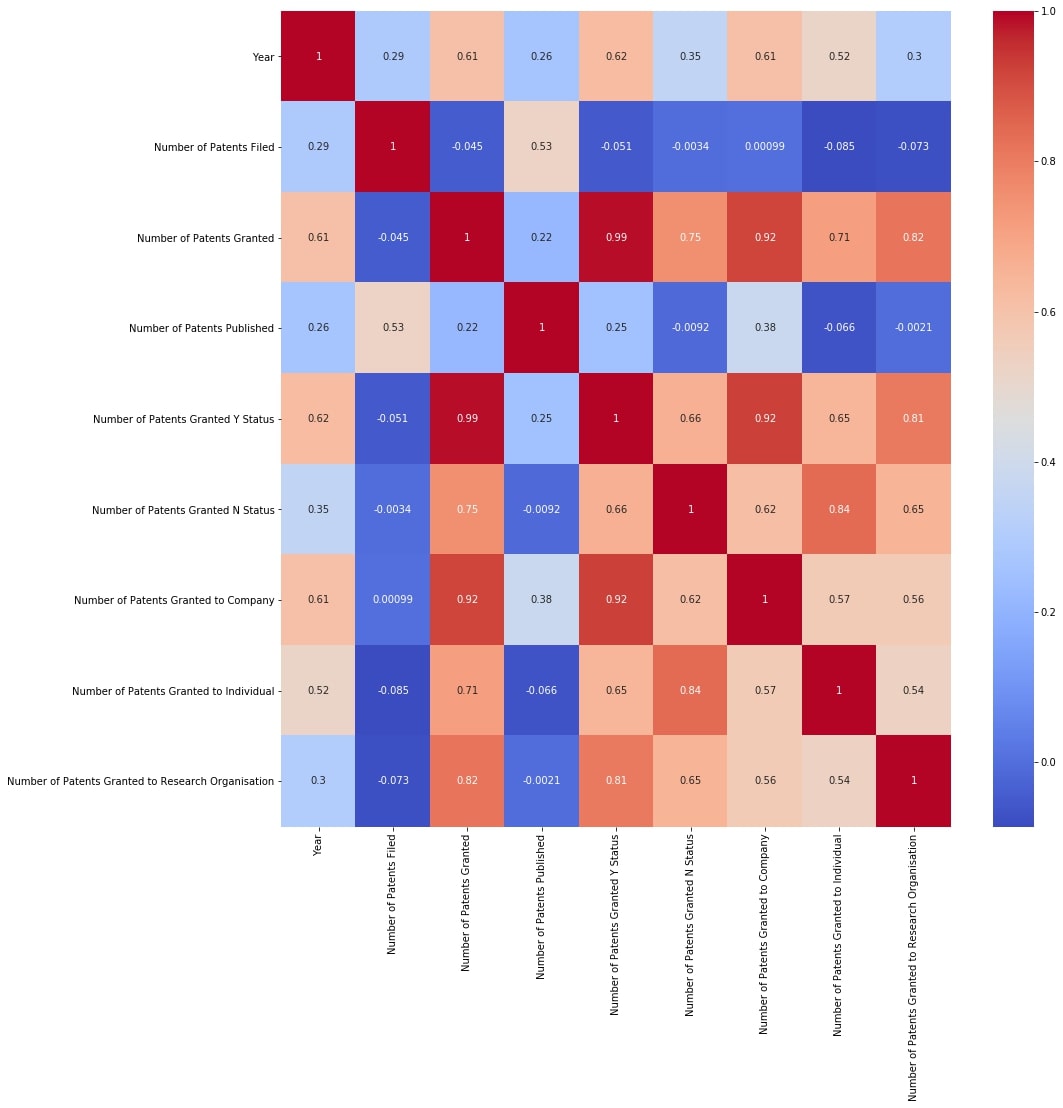 Year 1 0.29 0.61 0.26 0.62 0.35 0.61 0.52 0.3
Number of Patents Filed 0.29 1 -0.045 0.53 -0.051 -0.0034 0.00099 -0.085 -0.073
Number of Patents Granted 0.61 -0.045 1 0.22 0.99 0.75 0.92 0.71 0.82
Number of Patents Published 0.26 0.53 0.22 1 0.25 -0.0092 0.38 -0.066 -0.0021
Number of Patents Granted Y Status 0.62 -0.051 0.99 0.25 1 0.66 0.92 0.65 0.81
Number of Patents Granted N Status 0.35 -0.0034 0.75 -0.0092 0.66 1 0.62 0.84 0.65
Number of Patents Granted to Company 0.61 0.00099 0.92 0.38 0.92 0.62 1 0.57 0.56
Number of Patents Granted to Individual 0.52 -0.085 0.71 -0.066 0.65 0.84 0.57 1 0.54
Number of Patents Granted to Research Organisation 0.3 -0.073 0.82 -0.0021 0.81 0.65 0.56 0.54 1
Year
Number of Patents Filed
Number of Patents Granted
Number of Patents Published
Number of Patents Granted Y Status
Number of Patents Granted N Status
Number of Patents Granted to Company
Number of Patents Granted to Individual
Number of Patents Granted to Research Organisation
1.0
0.8
0.6
0.4
0.2
0.0